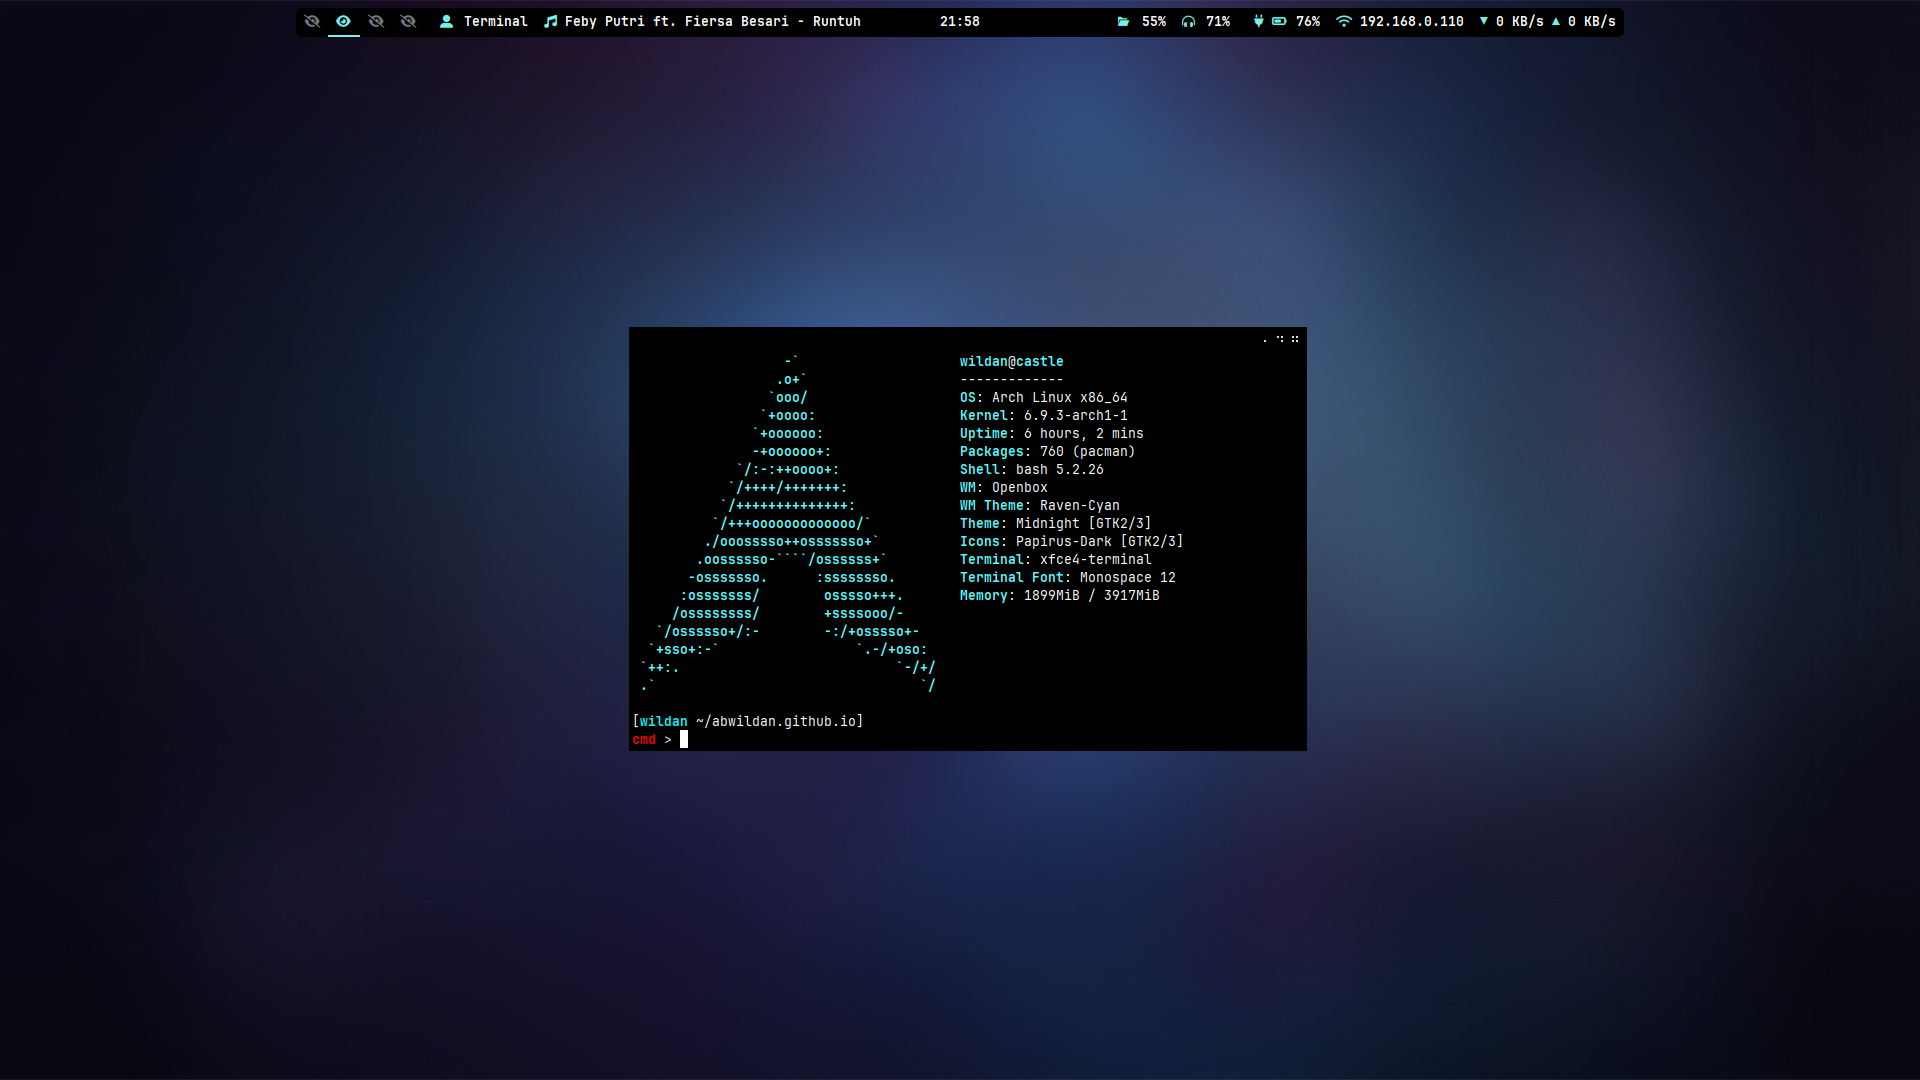 Terminal Feby Putri ft. Fiersa Besari - Runtuh 21:58 55% 71% 76% 192.168.0.110 ▼ 0 KB/s ▲ 0 KB/s
-`
.o+`
`ooo/
`+oooo:
`+oooooo:
-+oooooo+:
`/:-:++oooo+:
`/++++/+++++++:
`/++++++++++++++:
`/+++ooooooooooooo/`
./ooosssso++osssssso+`
.oossssso-````/ossssss+`
-osssssso.      :ssssssso.
:osssssss/        osssso+++.
/ossssssss/        +ssssooo/-
`/ossssso+/:-        -:/+osssso+-
`+sso+:-`                 `.-/+oso:
`++:.                           `-/+/
.`                                 `/
wildan@castle
-------------
OS: Arch Linux x86_64
Kernel: 6.9.3-arch1-1
Uptime: 6 hours, 2 mins
Packages: 760 (pacman)
Shell: bash 5.2.26
WM: Openbox
WM Theme: Raven-Cyan
Theme: Midnight [GTK2/3]
Icons: Papirus-Dark [GTK2/3]
Terminal: xfce4-terminal
Terminal Font: Monospace 12
Memory: 1899MiB / 3917MiB
[wildan ~/abwildan.github.io]
cmd >